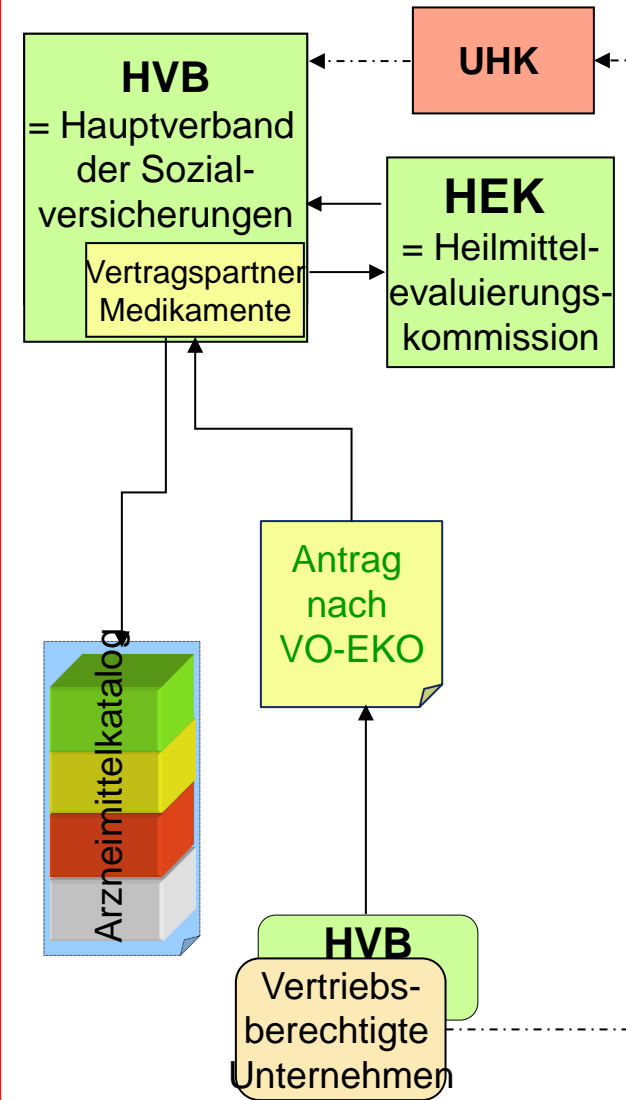 HVB
= Hauptverband
der Sozial-
versicherungen
Vertragspartner
Medikamente
UHK
HEK
= Heilmittel-
evaluierungs-
kommission
Antrag
nach
VO-EKO
Arzneimittelkatalog
HVB
Vertriebs-
berechtigte
Unternehmen